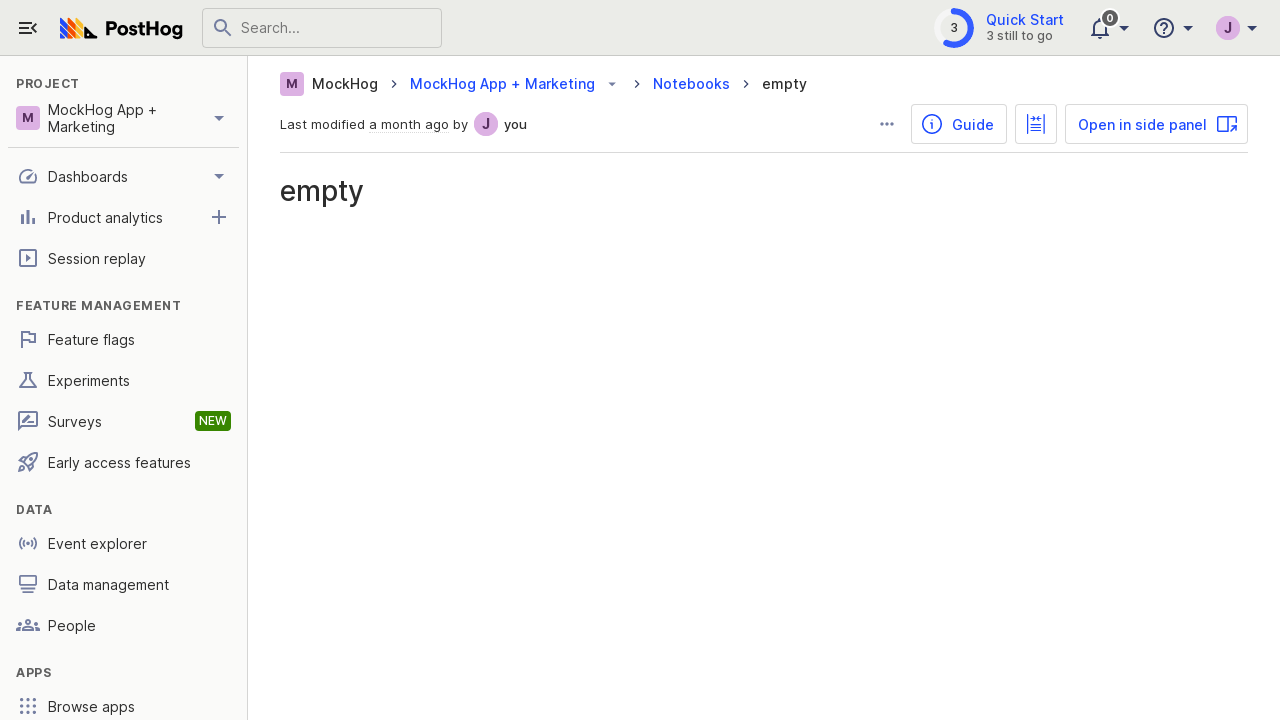 PostHog
Search...
3
Quick Start
3 still to go
0
J
PROJECT
M
MockHog App +
Marketing
Dashboards
Product analytics
Session replay
FEATURE MANAGEMENT
Feature flags
Experiments
Surveys
NEW
Early access features
DATA
Event explorer
Data management
People
APPS
Browse apps
M
MockHog
MockHog App + Marketing
Notebooks
empty
Last modified a month ago by J you
Guide
Open in side panel
empty